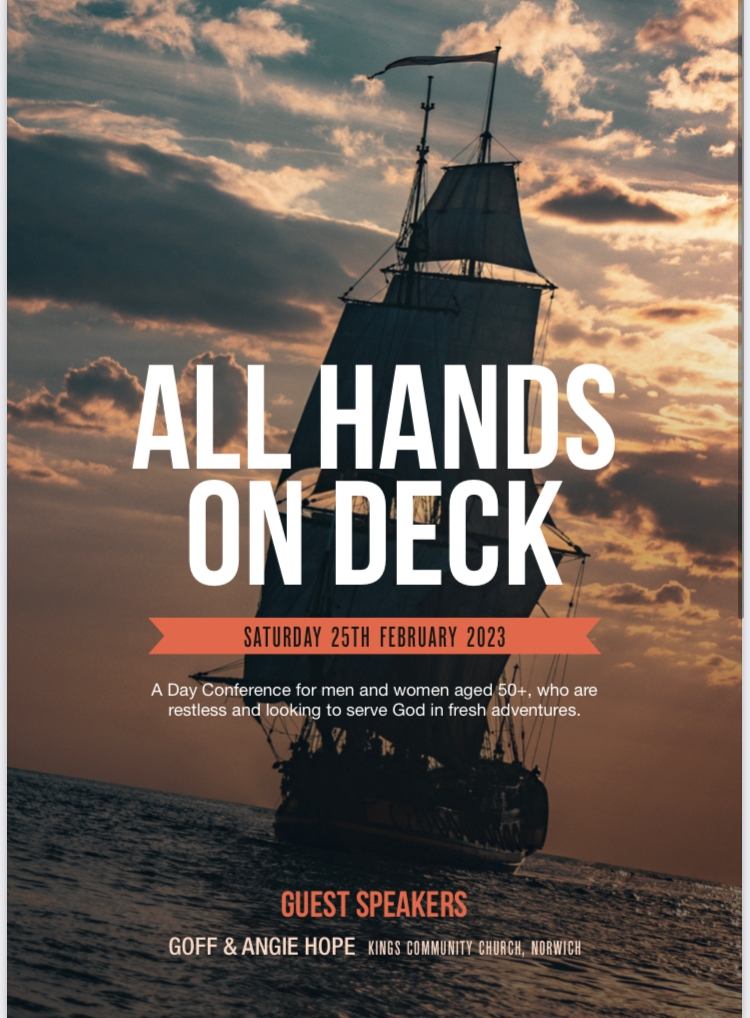 ALL HANDS
ON DECK
SATURDAY 25TH FEBRUARY 2023
A Day Conference for men and women aged 50+, who are
restless and looking to serve God in fresh adventures.
GUEST SPEAKERS
GOFF & ANGIE HOPE KINGS COMMUNITY CHURCH, NORWICH